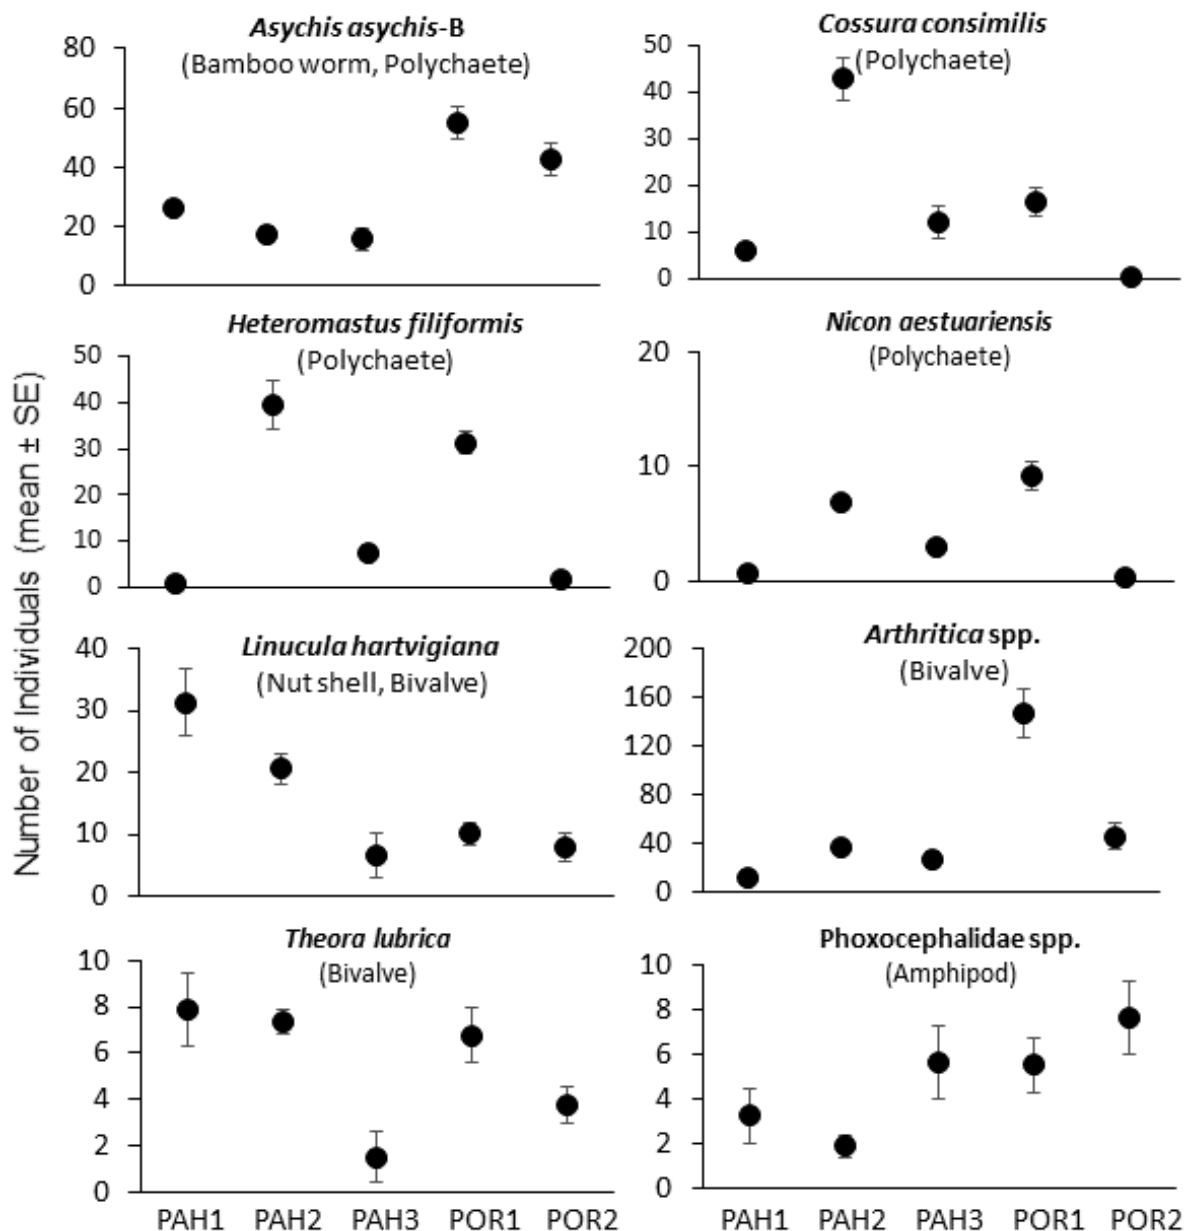 Number of Individuals (mean ± SE)
Asychis asychis-B
(Bamboo worm, Polychaete)
80
60
40
20
0
Cossura consimilis
(Polychaete)
50
40
30
20
10
0
Heteromastus filiformis
(Polychaete)
50
40
30
20
10
0
Nicon aestuariensis
(Polychaete)
20
10
0
Linucula hartvigiana
(Nut shell, Bivalve)
40
30
20
10
0
Arthritica spp.
(Bivalve)
200
160
120
80
40
0
Theora lubrica
(Bivalve)
10
8
6
4
2
0
PAH1 PAH2 PAH3 POR1 POR2
Phoxocephalidae spp.
(Amphipod)
10
8
6
4
2
0
PAH1 PAH2 PAH3 POR1 POR2